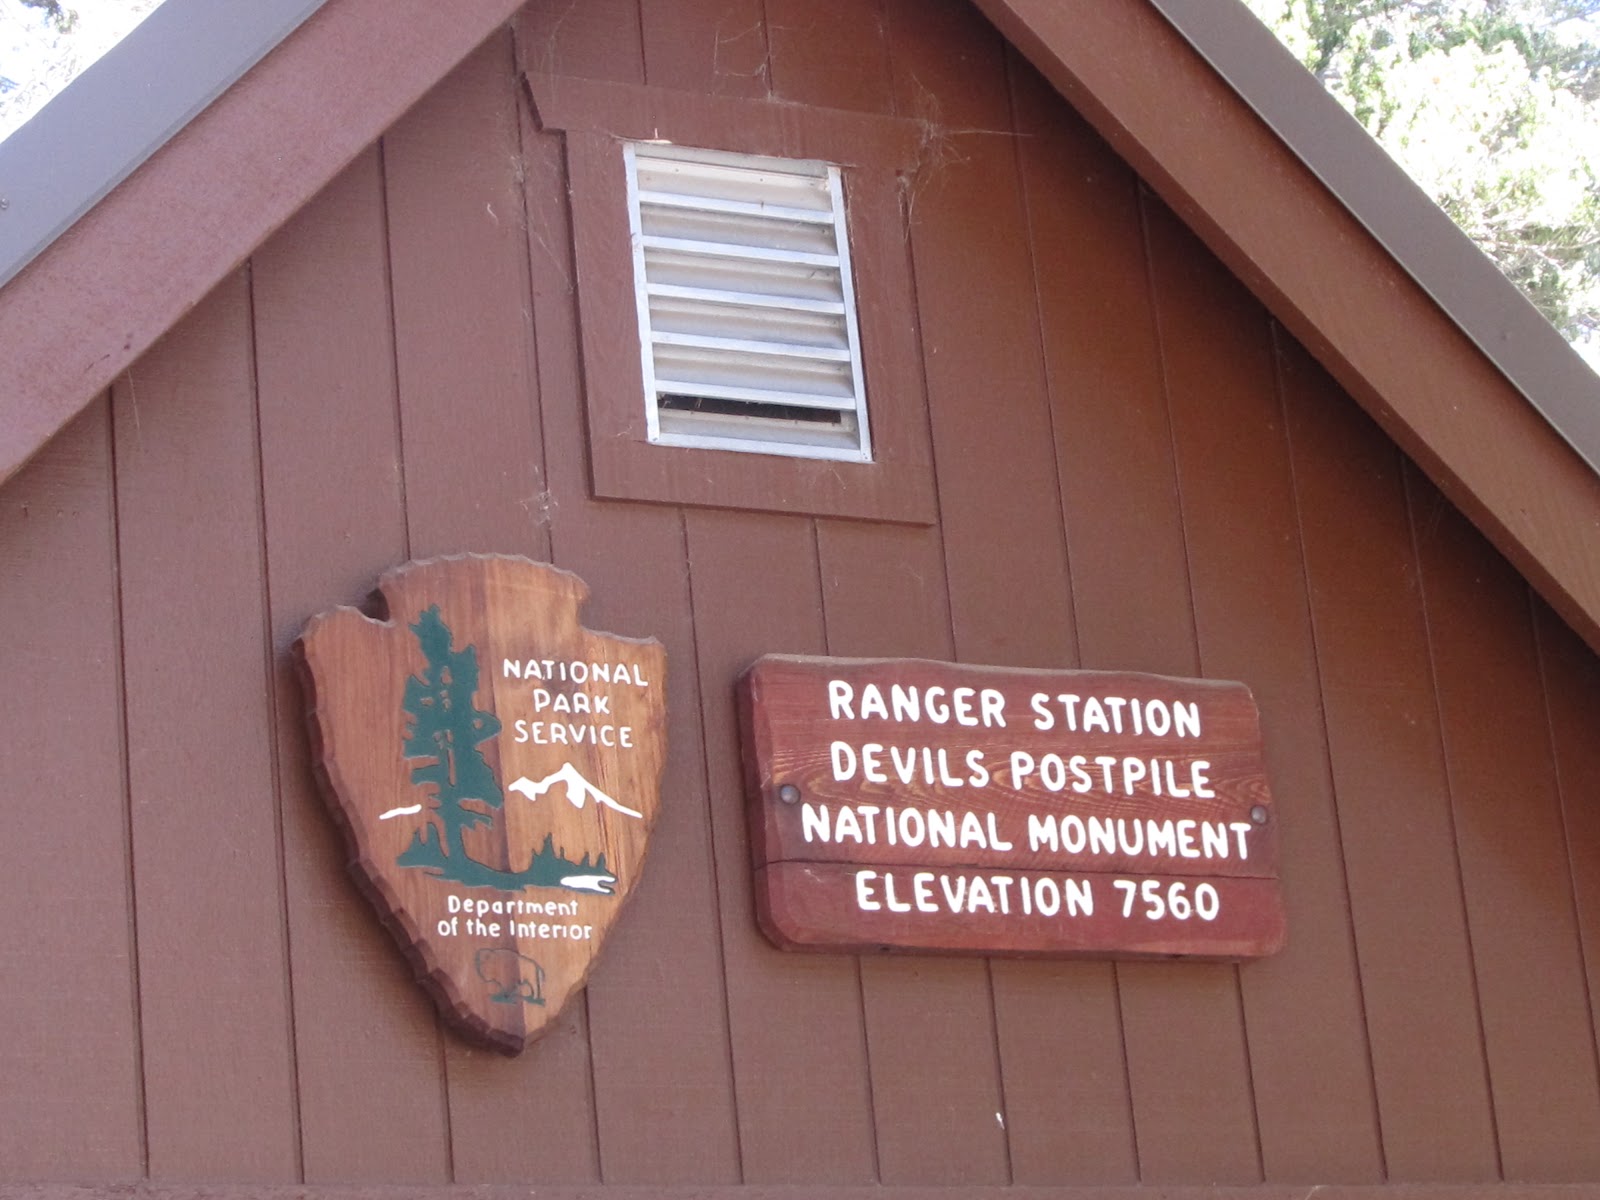 NATIONAL
PARK
SERVICE
Department
of the Interior
RANGER STATION
DEVILS POSTPILE
NATIONAL MONUMENT
ELEVATION 7560